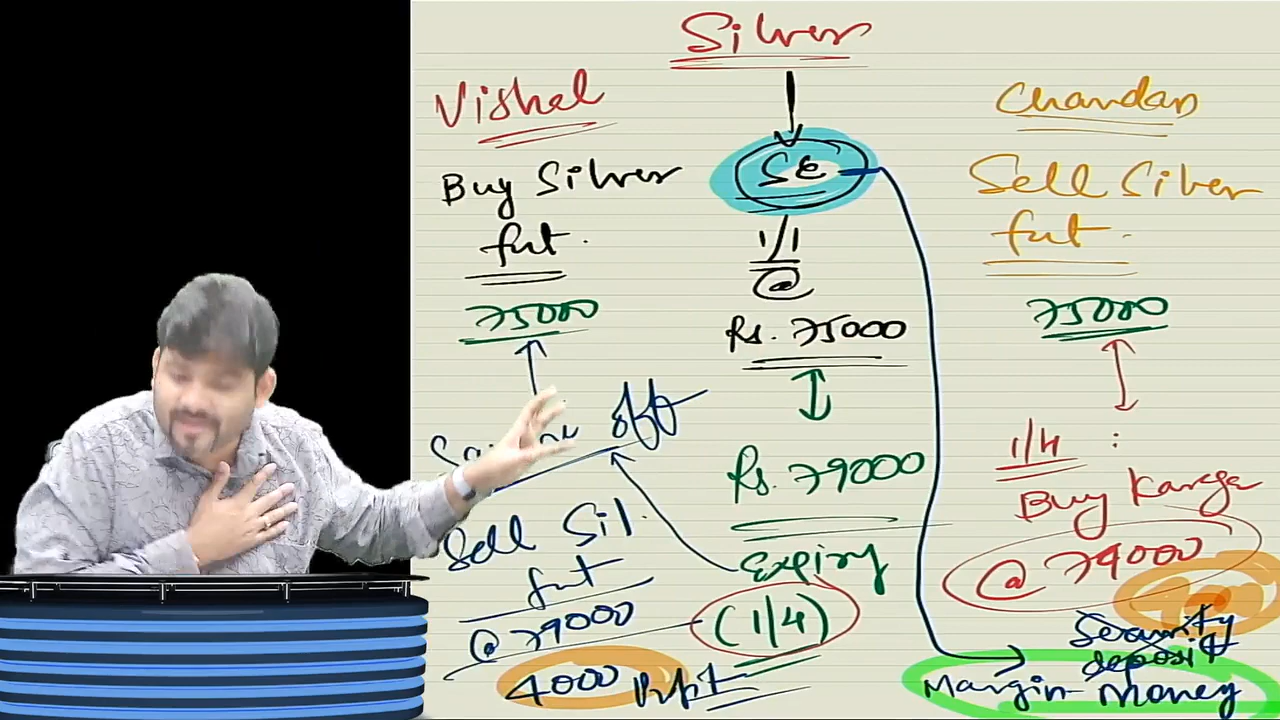 Silver
Vishal
Buy Silver
fut.
75000
off
Sell Sil.
fut
@ 79000
4000 Profit
SE
1/1
@
Rs. 75000
Rs. 79000
Expiry
(1/4)
Chandan
Sell Silver
fut.
75000
1/4 :
Buy Karega
@ 79000
Security
deposit
Margin Money